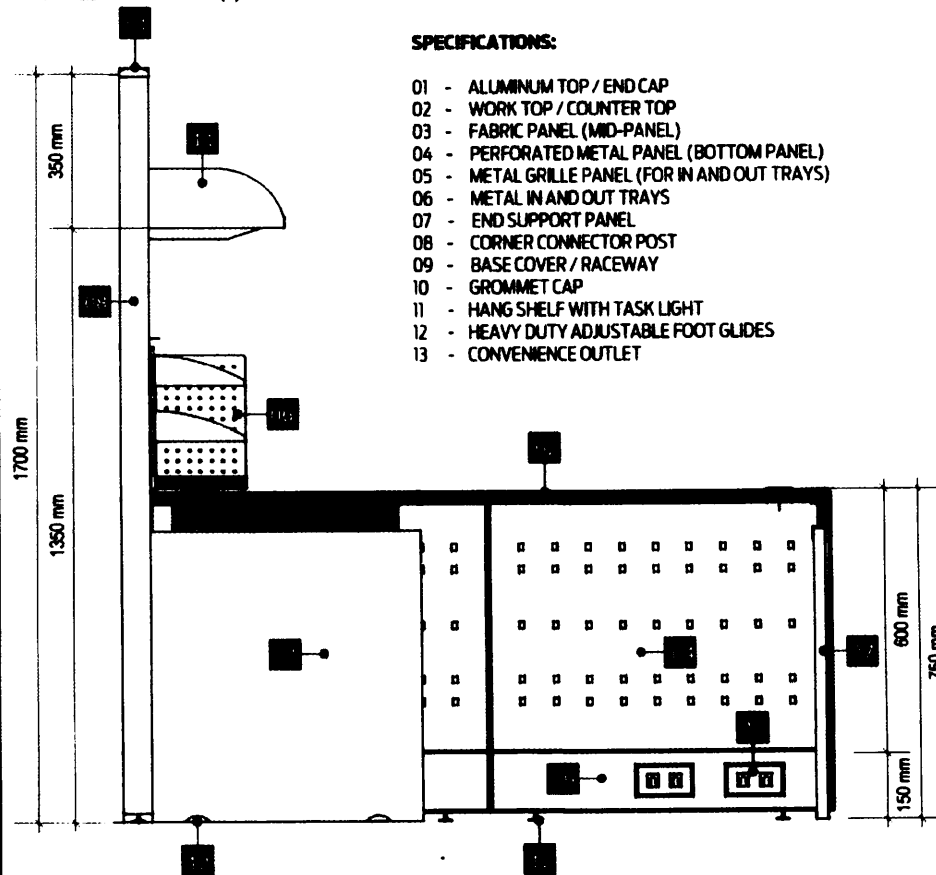 SPECIFICATIONS:
01 - ALUMINUM TOP / END CAP
02 - WORK TOP / COUNTER TOP
03 - FABRIC PANEL (MID-PANEL)
04 - PERFORATED METAL PANEL (BOTTOM PANEL)
05 - METAL GRILLE PANEL (FOR IN AND OUT TRAYS)
06 - METAL IN AND OUT TRAYS
07 - END SUPPORT PANEL
08 - CORNER CONNECTOR POST
09 - BASE COVER / RACEWAY
10 - GROMMET CAP
11 - HANG SHELF WITH TASK LIGHT
12 - HEAVY DUTY ADJUSTABLE FOOT GLIDES
13 - CONVENIENCE OUTLET
350 mm
1700 mm
1350 mm
600 mm
750 mm
150 mm